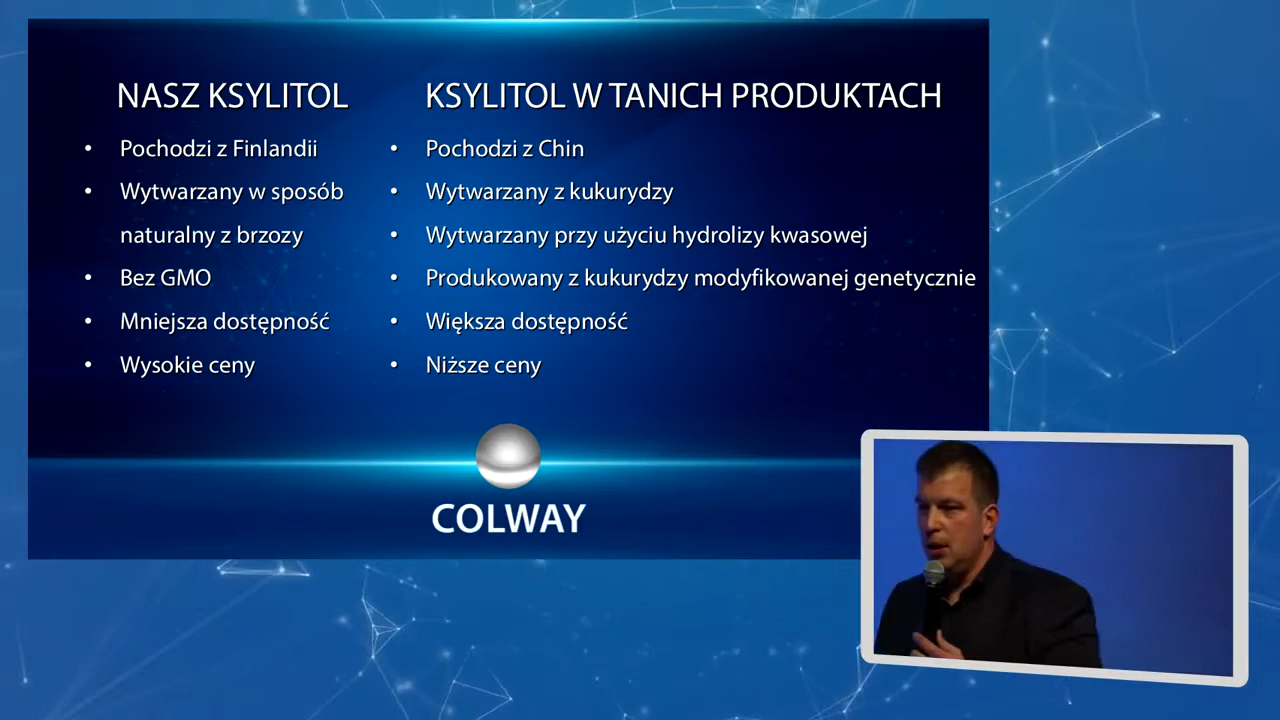 NASZ KSYLITOL
• Pochodzi z Finlandii
• Wytwarzany w sposób
naturalny z brzozy
• Bez GMO
• Mniejsza dostępność
• Wysokie ceny
KSYLITOL W TANICH PRODUKTACH
• Pochodzi z Chin
• Wytwarzany z kukurydzy
• Wytwarzany przy użyciu hydrolizy kwasowej
• Produkowany z kukurydzy modyfikowanej genetycznie
• Większa dostępność
• Niższe ceny
COLWAY